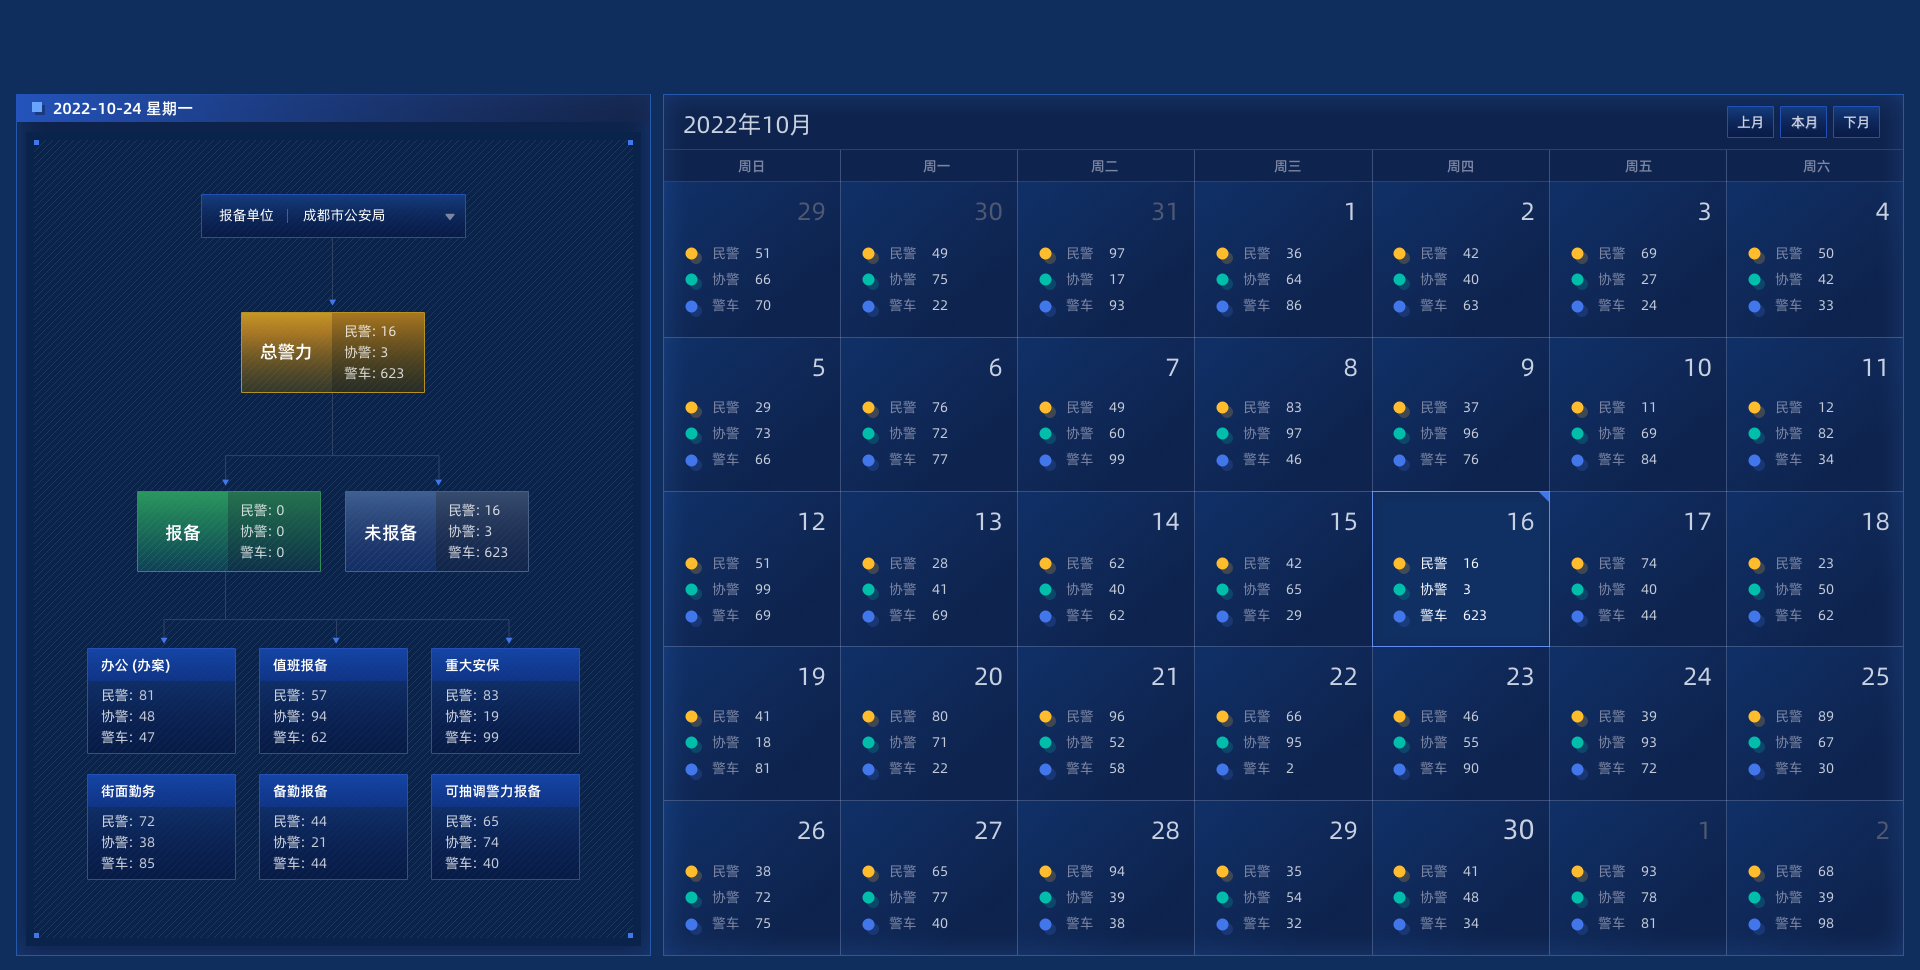 2022-10-24 星期一
报备单位 成都市公安局
总警力
民警: 16
协警: 3
警车: 623
报备
民警: 0
协警: 0
警车: 0
未报备
民警: 16
协警: 3
警车: 623
办公 (办案)
民警: 81
协警: 48
警车: 47
值班报备
民警: 57
协警: 94
警车: 62
重大安保
民警: 83
协警: 19
警车: 99
街面勤务
民警: 72
协警: 38
警车: 85
备勤报备
民警: 44
协警: 21
警车: 44
可抽调警力报备
民警: 65
协警: 74
警车: 40
2022年10月
上月 本月 下月
周日 周一 周二 周三 周四 周五 周六
29 30 31 1 2 3 4
民警 51 民警 49 民警 97 民警 36 民警 42 民警 69 民警 50
协警 66 协警 75 协警 17 协警 64 协警 40 协警 27 协警 42
警车 70 警车 22 警车 93 警车 86 警车 63 警车 24 警车 33
5 6 7 8 9 10 11
民警 29 民警 76 民警 49 民警 83 民警 37 民警 11 民警 12
协警 73 协警 72 协警 60 协警 97 协警 96 协警 69 协警 82
警车 66 警车 77 警车 99 警车 46 警车 76 警车 84 警车 34
12 13 14 15 16 17 18
民警 51 民警 28 民警 62 民警 42 民警 16 民警 74 民警 23
协警 99 协警 41 协警 40 协警 65 协警 3 协警 40 协警 50
警车 69 警车 69 警车 62 警车 29 警车 623 警车 44 警车 62
19 20 21 22 23 24 25
民警 41 民警 80 民警 96 民警 66 民警 46 民警 39 民警 89
协警 18 协警 71 协警 52 协警 95 协警 55 协警 93 协警 67
警车 81 警车 22 警车 58 警车 2 警车 90 警车 72 警车 30
26 27 28 29 30 1 2
民警 38 民警 65 民警 94 民警 35 民警 41 民警 93 民警 68
协警 72 协警 77 协警 39 协警 54 协警 48 协警 78 协警 39
警车 75 警车 40 警车 38 警车 32 警车 34 警车 81 警车 98